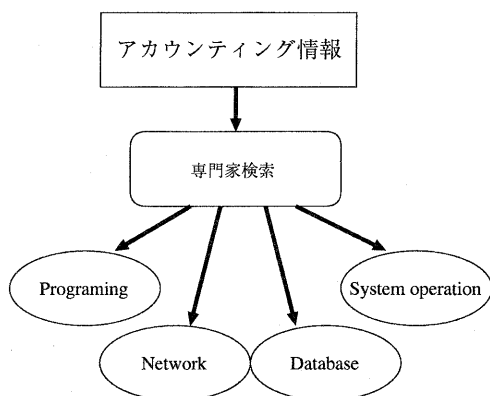 アカウンティング情報
専門家検索
Programing
System operation
Network
Database